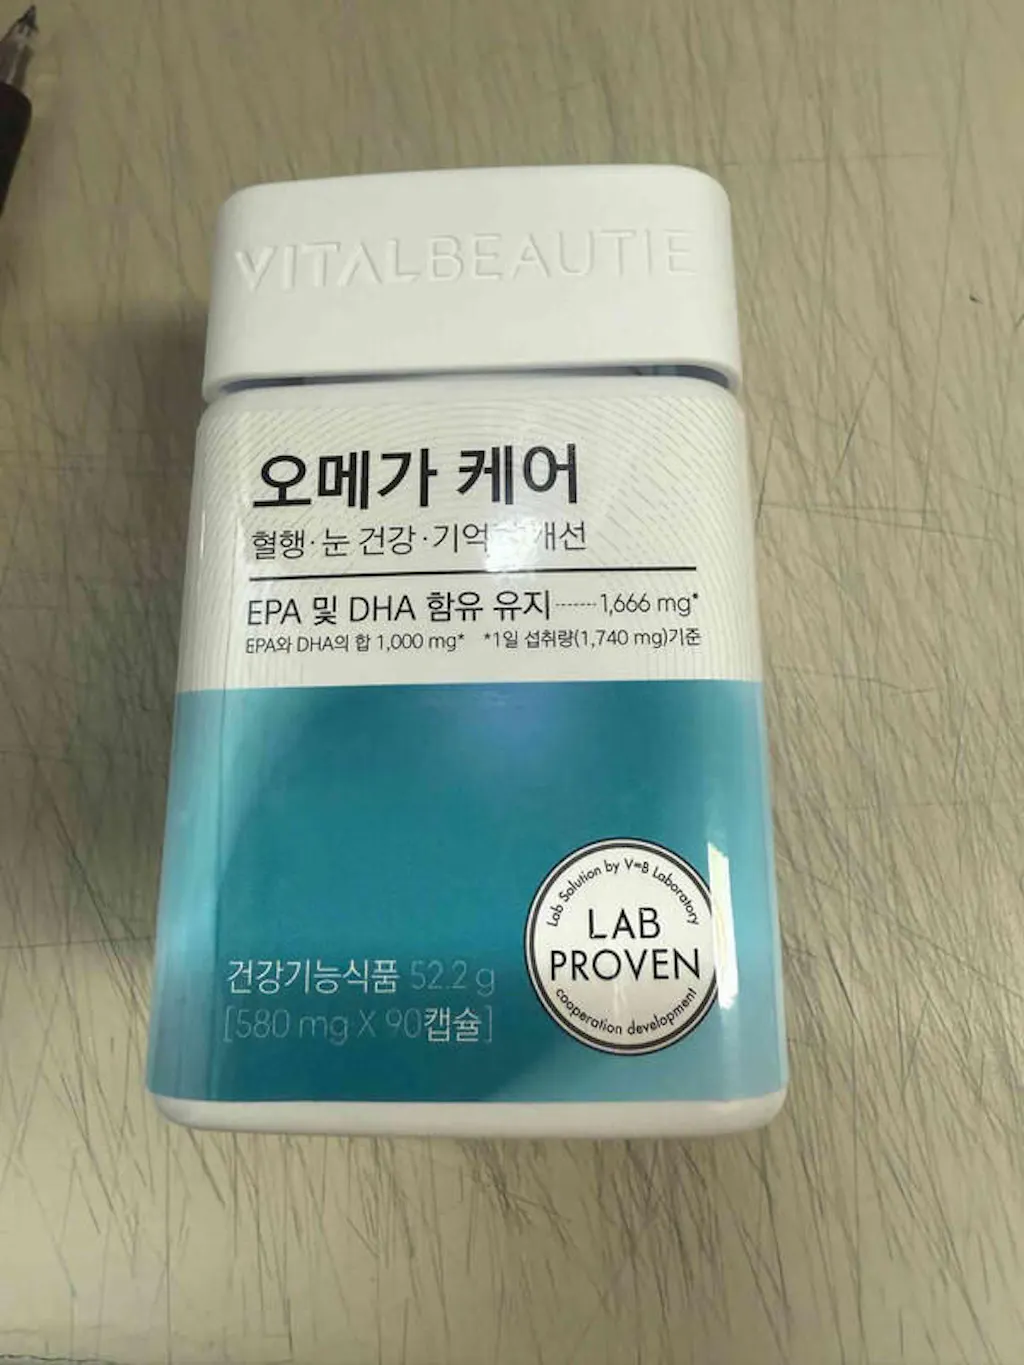 VITALBEAUTIE
오메가 케어
혈행·눈 건강·기억력 개선
EPA 및 DHA 함유 유지 ······· 1,666 mg*
EPA와 DHA의 합 1,000 mg* *1일 섭취량(1,740 mg)기준
Lab Solution by V=B Laboratory
LAB
PROVEN
cooperation development
건강기능식품 52.2 g
[580 mg X 90캡슐]